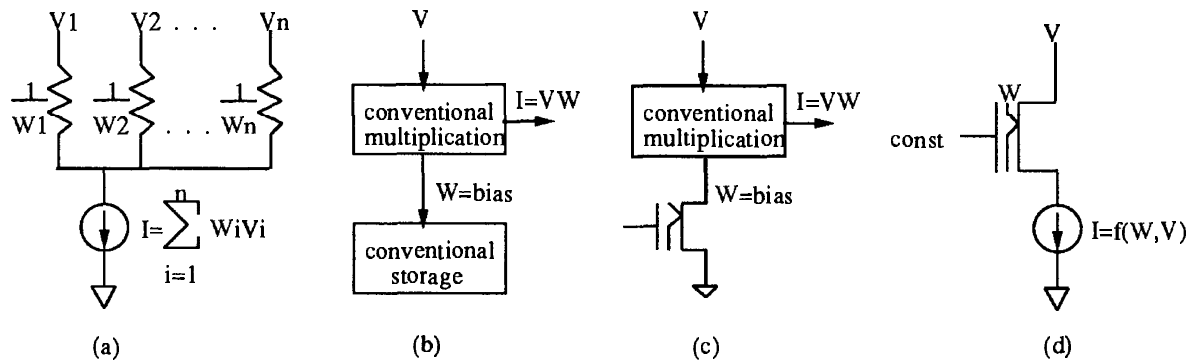 V1 V2 . . . Vn
1 1 1
W1 W2 . . . Wn
n
I=∑ WiVi
i=1
(a)
V
conventional
multiplication
I=VW
W=bias
conventional
storage
(b)
V
conventional
multiplication
I=VW
W=bias
(c)
V
W
const
I=f(W,V)
(d)